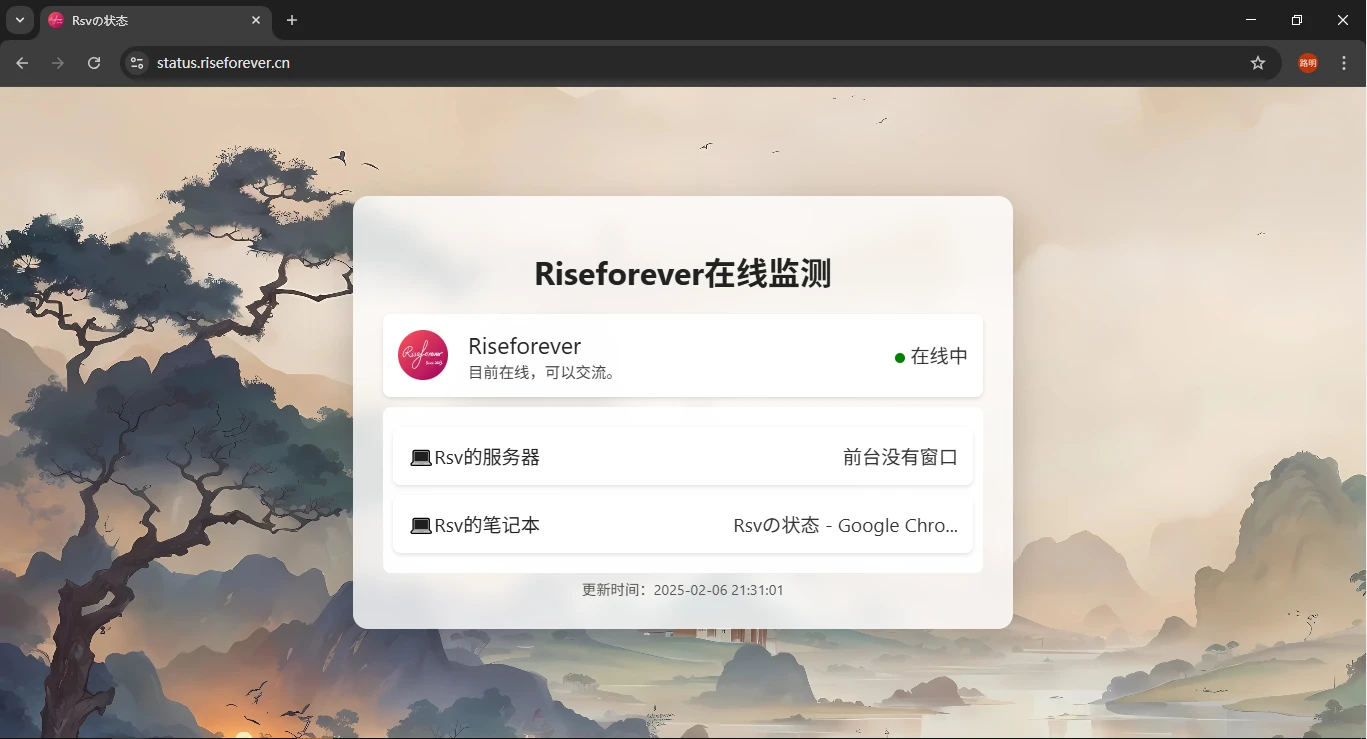 Rsvの状态
status.riseforever.cn
路明
Riseforever在线监测
Riseforever
Riseforever
目前在线，可以交流。
在线中
Rsv的服务器
前台没有窗口
Rsv的笔记本
Rsvの状态 - Google Chro...
更新时间：2025-02-06 21:31:01